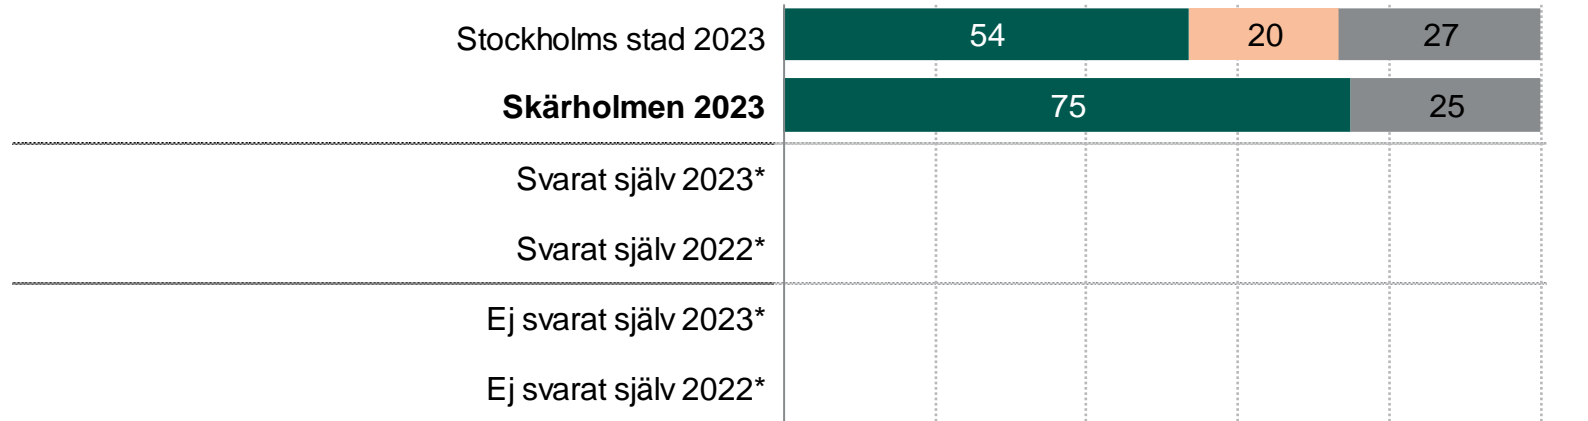 Stockholms stad 2023 54 20 27
Skärholmen 2023 75 25
Svarat själv 2023*
Svarat själv 2022*
Ej svarat själv 2023*
Ej svarat själv 2022*